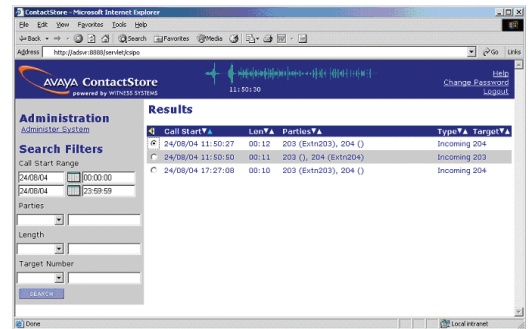 ContactStore - Microsoft Internet Explorer
File Edit View Favorites Tools Help
Back Search Favorites Media
Address http://adsvr:8888/servlet/csipo Go Links
AVAYA ContactStore
powered by WITNESS SYSTEMS
11:50:30
Help
Change Password
Logout
Administration
Administer System
Search Filters
Call Start Range
24/08/04 00:00:00
24/08/04 23:59:59
Parties
Length
Target Number
SEARCH
Results
Call Start▼▲ Len▼▲ Parties▼▲ Type▼▲ Target▼▲
24/08/04 11:50:27 00:12 203 (Extn203), 204 () Incoming 204
24/08/04 11:50:50 00:11 203 (), 204 (Extn204) Incoming 203
24/08/04 17:27:08 00:10 203 (Extn203), 204 () Incoming 204
Done Local intranet